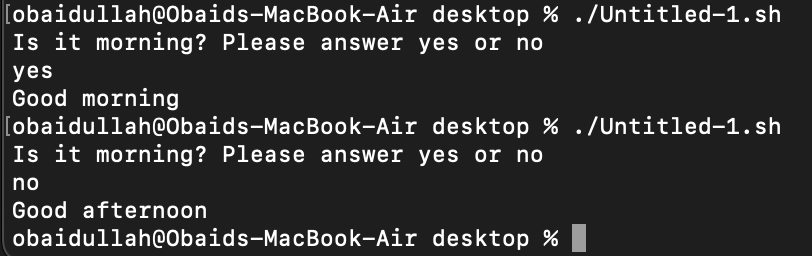 [obaidullah@Obaids-MacBook-Air desktop % ./Untitled-1.sh
Is it morning? Please answer yes or no
yes
Good morning
[obaidullah@Obaids-MacBook-Air desktop % ./Untitled-1.sh
Is it morning? Please answer yes or no
no
Good afternoon
obaidullah@Obaids-MacBook-Air desktop %